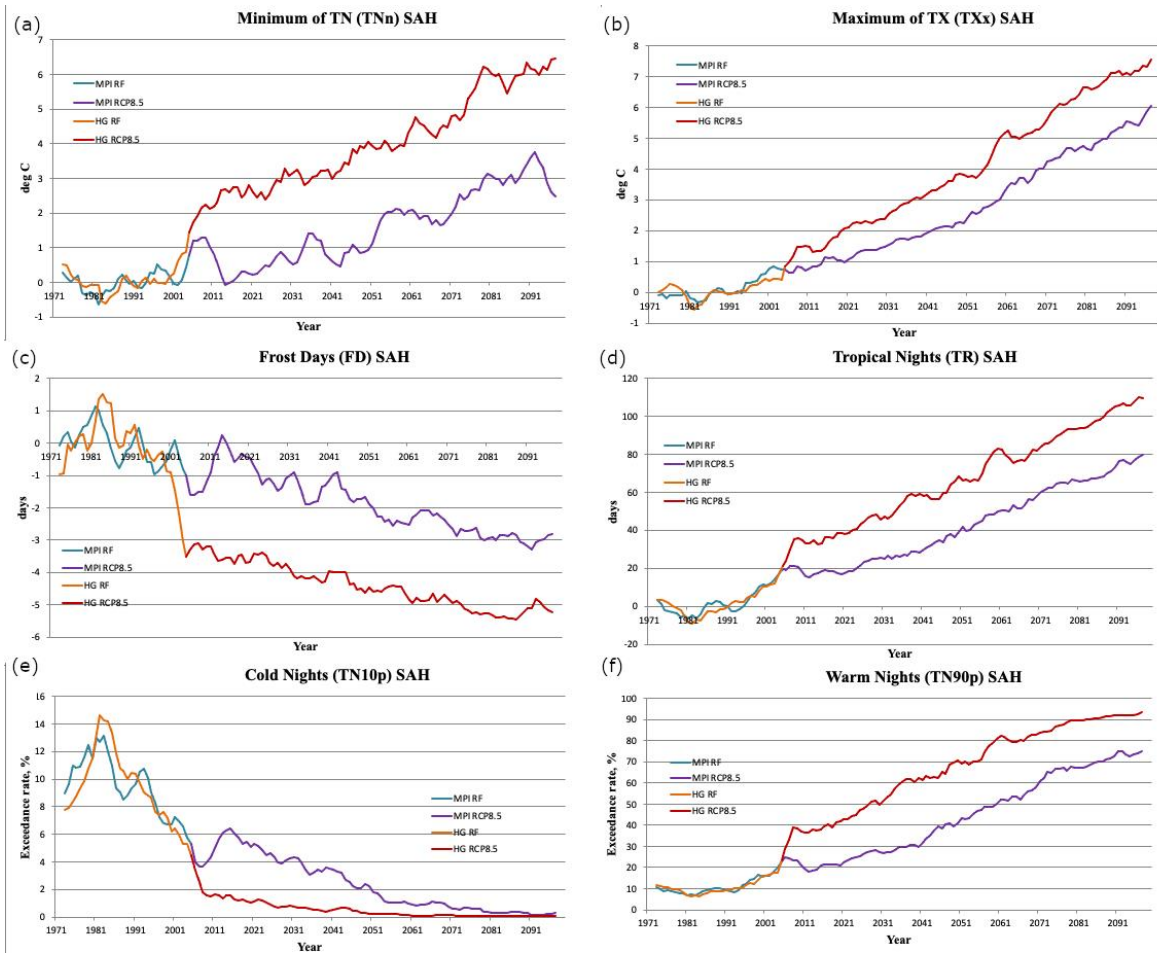 (a)
Minimum of TN (TNn) SAH
7
6
5
4
3
2
1
0
-1
deg C
MPI RF
MPI RCP8.5
HG RF
HG RCP8.5
1971 1981 1991 2001 2011 2021 2031 2041 2051 2061 2071 2081 2091
Year
(b)
Maximum of TX (TXx) SAH
8
7
6
5
4
3
2
1
0
-1
deg C
MPI RF
MPI RCP8.5
HG RF
HG RCP8.5
1971 1981 1991 2001 2011 2021 2031 2041 2051 2061 2071 2081 2091
Year
(c)
Frost Days (FD) SAH
2
1
0
-1
-2
-3
-4
-5
-6
days
1971 1981 1991 2001 2011 2021 2031 2041 2051 2061 2071 2081 2091
MPI RF
MPI RCP8.5
HG RF
HG RCP8.5
Year
(d)
Tropical Nights (TR) SAH
120
100
80
60
40
20
0
-20
days
MPI RF
MPI RCP8.5
HG RF
HG RCP8.5
1971 1981 1991 2001 2011 2021 2031 2041 2051 2061 2071 2081 2091
Year
(e)
Cold Nights (TN10p) SAH
16
14
12
10
8
6
4
2
0
Exceedance rate, %
MPI RF
MPI RCP8.5
HG RF
HG RCP8.5
1971 1981 1991 2001 2011 2021 2031 2041 2051 2061 2071 2081 2091
Year
(f)
Warm Nights (TN90p) SAH
100
90
80
70
60
50
40
30
20
10
0
Exceedance rate, %
MPI RF
MPI RCP8.5
HG RF
HG RCP8.5
1971 1981 1991 2001 2011 2021 2031 2041 2051 2061 2071 2081 2091
Year